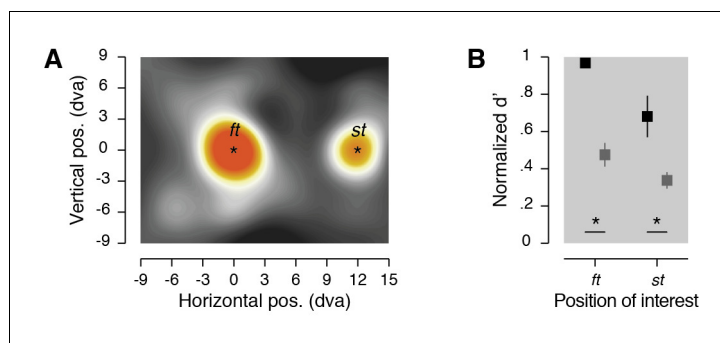 A
9
6
3
0
-3
-6
-9
Vertical pos. (dva)
ft
*
st
*
-9 -6 -3 0 3 6 9 12 15
Horizontal pos. (dva)
B
1
.8
.6
.4
.2
0
Normalized d'
* *
ft st
Position of interest